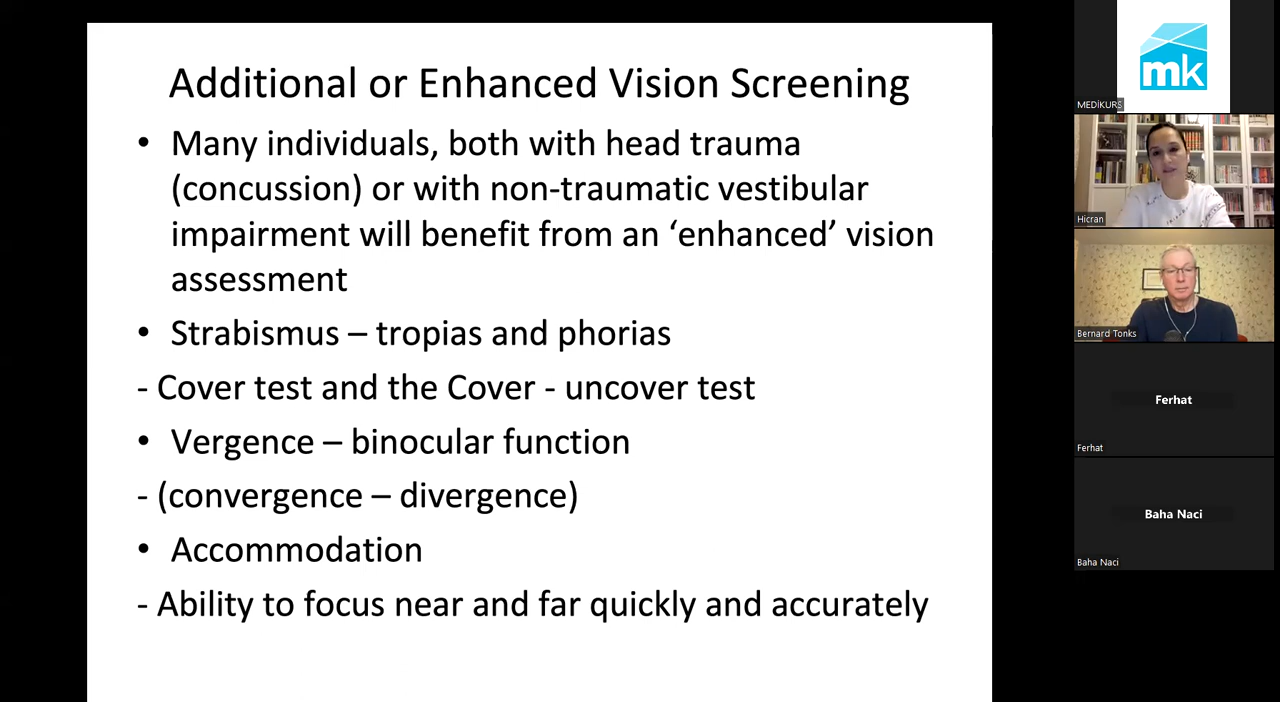 Additional or Enhanced Vision Screening
• Many individuals, both with head trauma
(concussion) or with non-traumatic vestibular
impairment will benefit from an ‘enhanced’ vision
assessment
• Strabismus – tropias and phorias
- Cover test and the Cover - uncover test
• Vergence – binocular function
- (convergence – divergence)
• Accommodation
- Ability to focus near and far quickly and accurately
mk
MEDİKURS
Hicran
Bernard Tonks
Ferhat
Ferhat
Baha Naci
Baha Naci